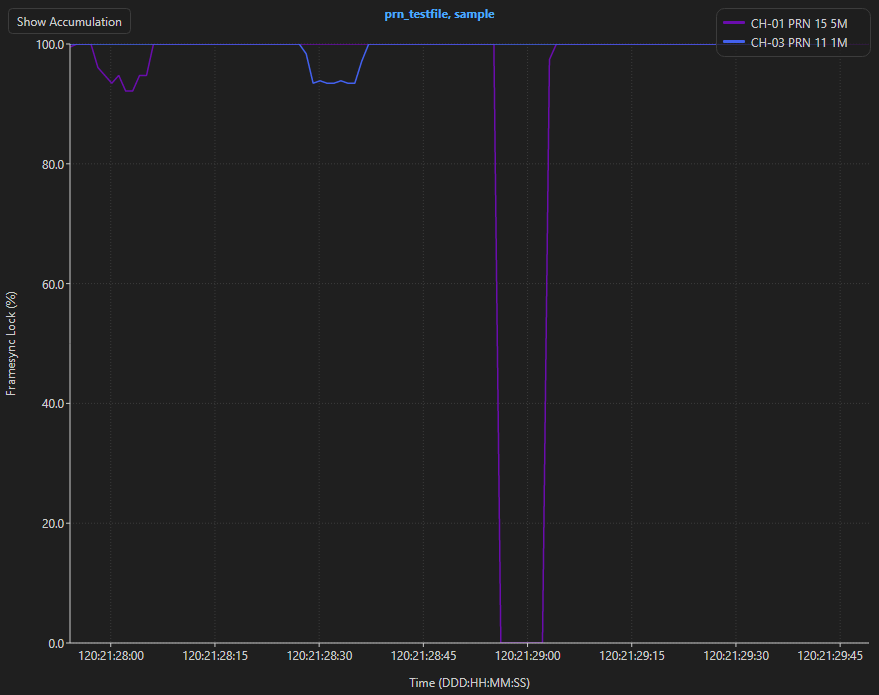 Show Accumulation
prn_testfile, sample
CH-01 PRN 15 5M
CH-03 PRN 11 1M
100.0
80.0
60.0
40.0
20.0
0.0
Framesync Lock (%)
120:21:28:00 120:21:28:15 120:21:28:30 120:21:28:45 120:21:29:00 120:21:29:15 120:21:29:30 120:21:29:45
Time (DDD:HH:MM:SS)